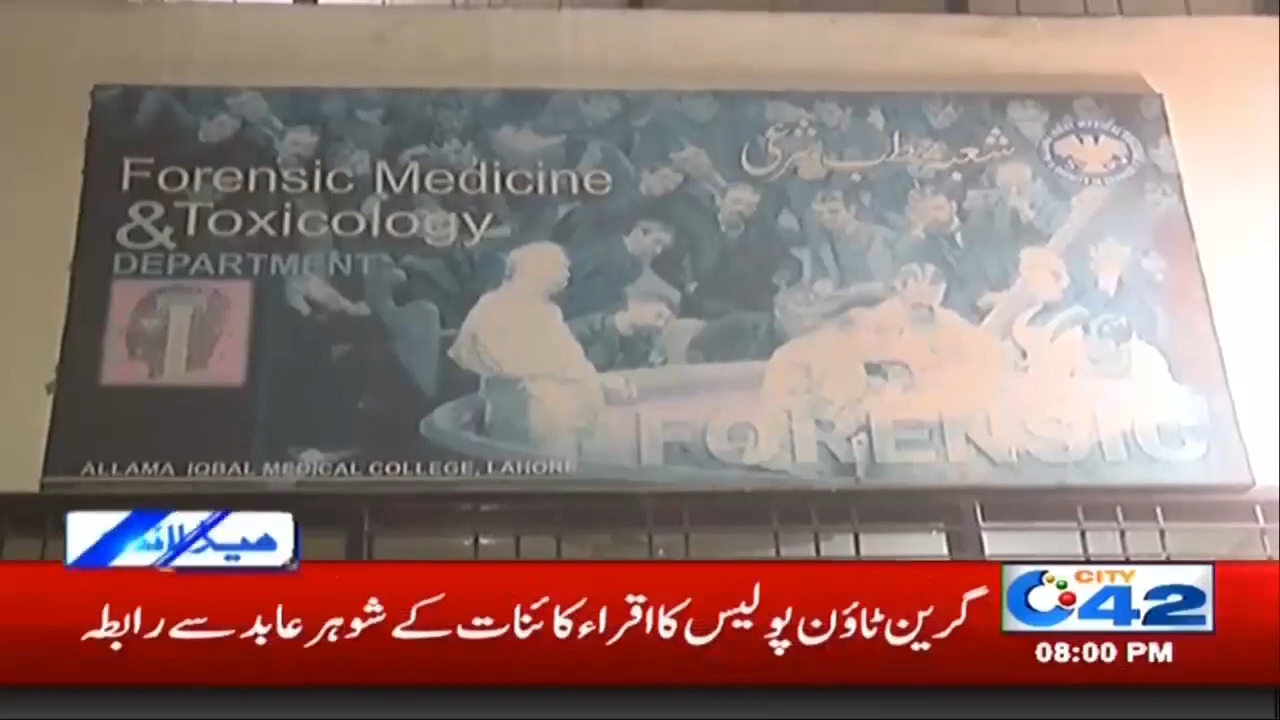 Forensic Medicine
& Toxicology
DEPARTMENT
شعبہ طب شرعی
FORENSIC
ALLAMA IQBAL MEDICAL COLLEGE, LAHORE
گرین ٹاؤن پولیس کا اقراء کائنات کے شوہر عابد سے رابطہ
CITY
42
08:00 PM